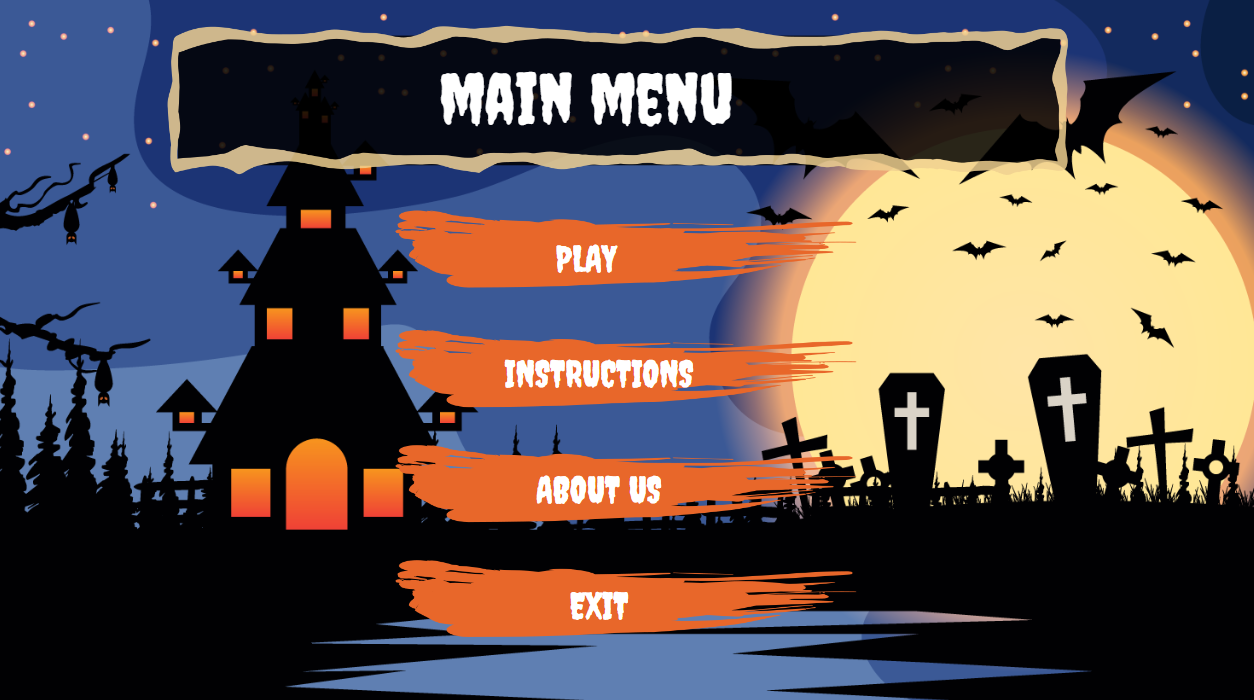 MAIN MENU
PLAY
INSTRUCTIONS
ABOUT US
EXIT